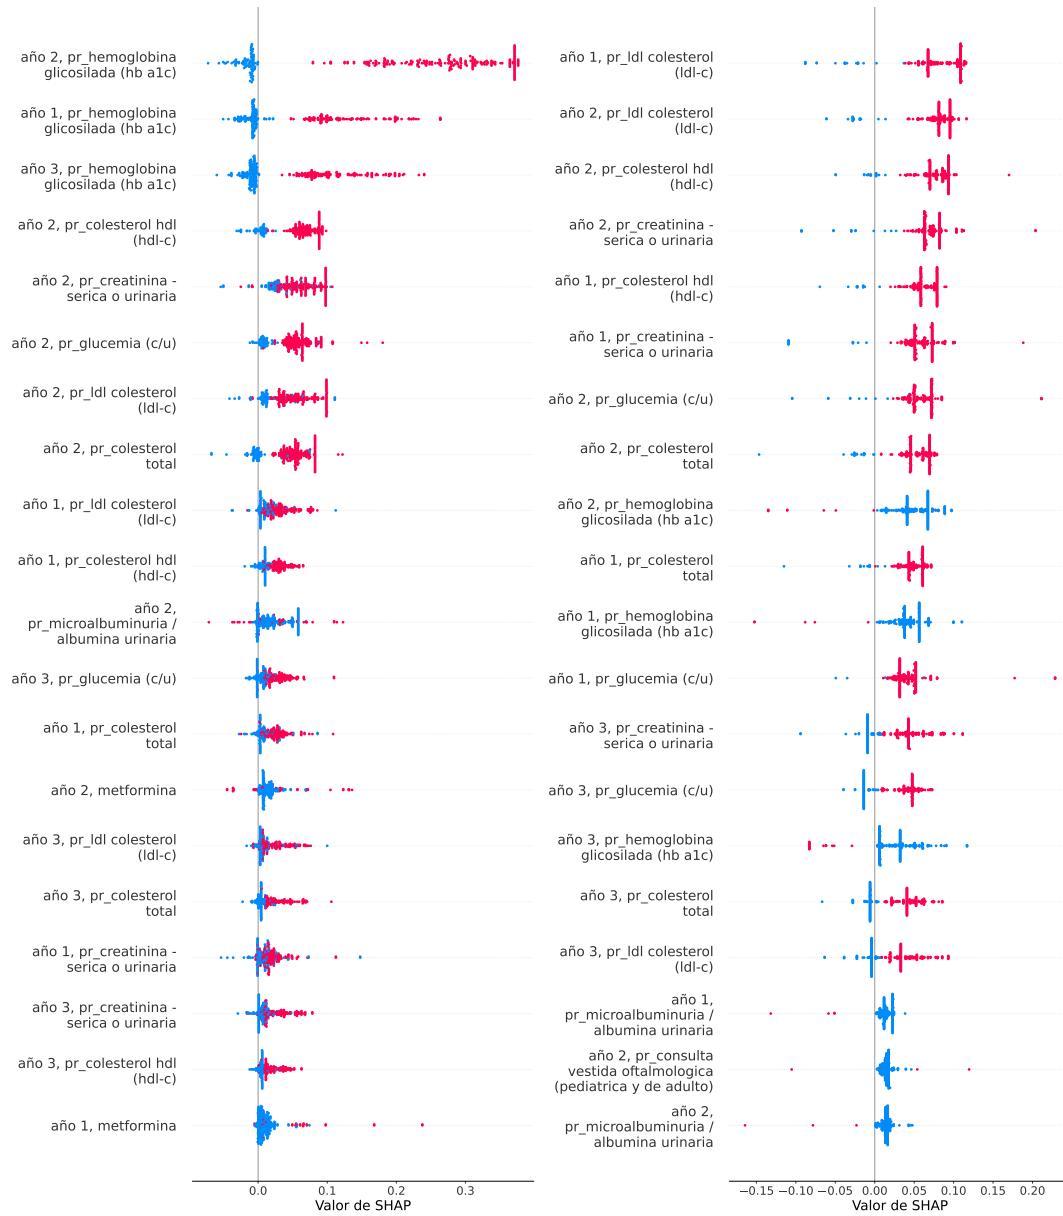 año 2, pr_hemoglobina
glicosilada (hb a1c)
año 1, pr_hemoglobina
glicosilada (hb a1c)
año 3, pr_hemoglobina
glicosilada (hb a1c)
año 2, pr_colesterol hdl
(hdl-c)
año 2, pr_creatinina -
serica o urinaria
año 2, pr_glucemia (c/u)
año 2, pr_ldl colesterol
(ldl-c)
año 2, pr_colesterol
total
año 1, pr_ldl colesterol
(ldl-c)
año 1, pr_colesterol hdl
(hdl-c)
año 2,
pr_microalbuminuria /
albumina urinaria
año 3, pr_glucemia (c/u)
año 1, pr_colesterol
total
año 2, metformina
año 3, pr_ldl colesterol
(ldl-c)
año 3, pr_colesterol
total
año 1, pr_creatinina -
serica o urinaria
año 3, pr_creatinina -
serica o urinaria
año 3, pr_colesterol hdl
(hdl-c)
año 1, metformina
0.0 0.1 0.2 0.3
Valor de SHAP
año 1, pr_ldl colesterol
(ldl-c)
año 2, pr_ldl colesterol
(ldl-c)
año 2, pr_colesterol hdl
(hdl-c)
año 2, pr_creatinina -
serica o urinaria
año 1, pr_colesterol hdl
(hdl-c)
año 1, pr_creatinina -
serica o urinaria
año 2, pr_glucemia (c/u)
año 2, pr_colesterol
total
año 2, pr_hemoglobina
glicosilada (hb a1c)
año 1, pr_colesterol
total
año 1, pr_hemoglobina
glicosilada (hb a1c)
año 1, pr_glucemia (c/u)
año 3, pr_creatinina -
serica o urinaria
año 3, pr_glucemia (c/u)
año 3, pr_hemoglobina
glicosilada (hb a1c)
año 3, pr_colesterol
total
año 3, pr_ldl colesterol
(ldl-c)
año 1,
pr_microalbuminuria /
albumina urinaria
año 2, pr_consulta
vestida oftalmologica
(pediatrica y de adulto)
año 2,
pr_microalbuminuria /
albumina urinaria
−0.15 −0.10 −0.05 0.00 0.05 0.10 0.15 0.20
Valor de SHAP